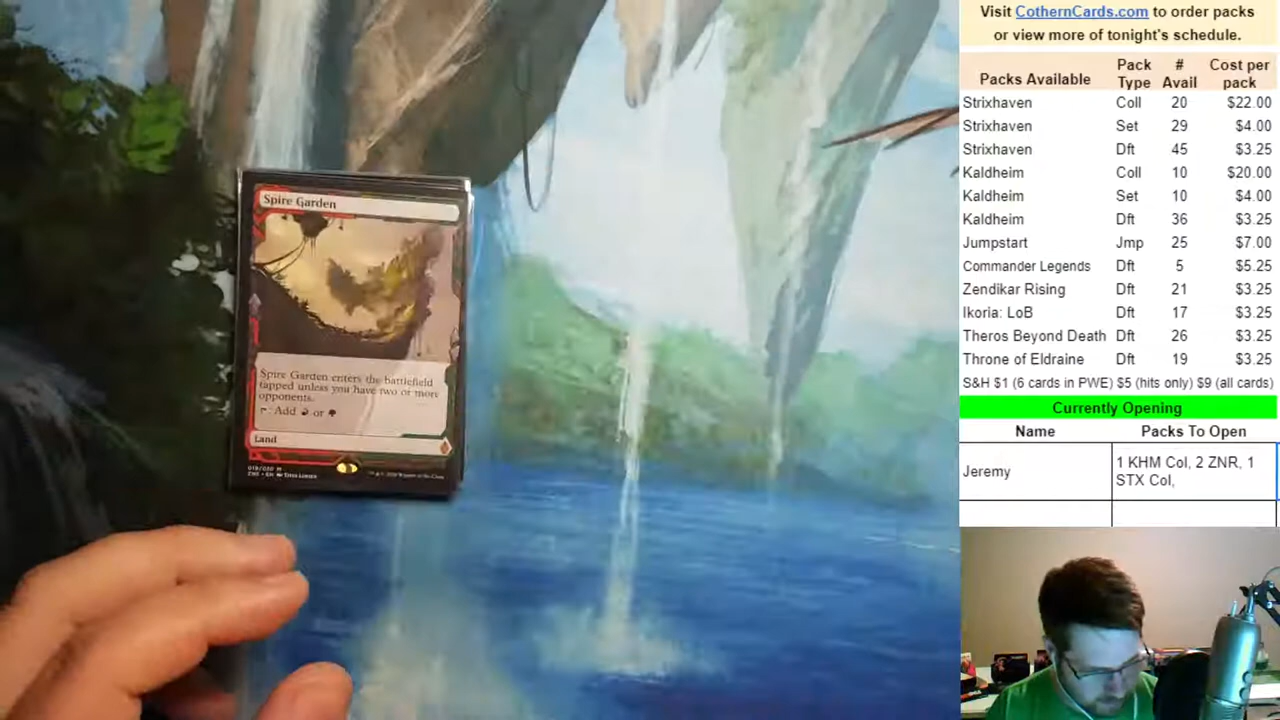 Spire Garden
Spire Garden enters the battlefield
tapped unless you have two or more
opponents.
: Add or
Land
Visit CothernCards.com to order packs
or view more of tonight's schedule.
Packs Available Pack Type # Avail Cost per pack
Strixhaven Coll 20 $22.00
Strixhaven Set 29 $4.00
Strixhaven Dft 45 $3.25
Kaldheim Coll 10 $20.00
Kaldheim Set 10 $4.00
Kaldheim Dft 36 $3.25
Jumpstart Jmp 25 $7.00
Commander Legends Dft 5 $5.25
Zendikar Rising Dft 21 $3.25
Ikoria: LoB Dft 17 $3.25
Theros Beyond Death Dft 26 $3.25
Throne of Eldraine Dft 19 $3.25
S&H $1 (6 cards in PWE) $5 (hits only) $9 (all cards)
Currently Opening
Name Packs To Open
Jeremy 1 KHM Col, 2 ZNR, 1
STX Col,